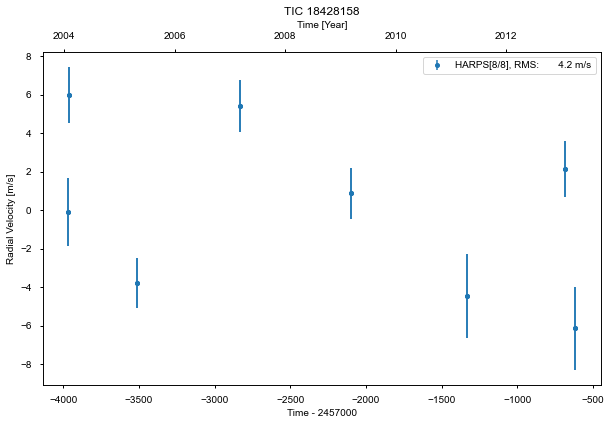 TIC 18428158
Time [Year]
2004 2006 2008 2010 2012
HARPS[8/8], RMS: 4.2 m/s
8
6
4
2
0
−2
−4
−6
−8
Radial Velocity [m/s]
−4000 −3500 −3000 −2500 −2000 −1500 −1000 −500
Time - 2457000